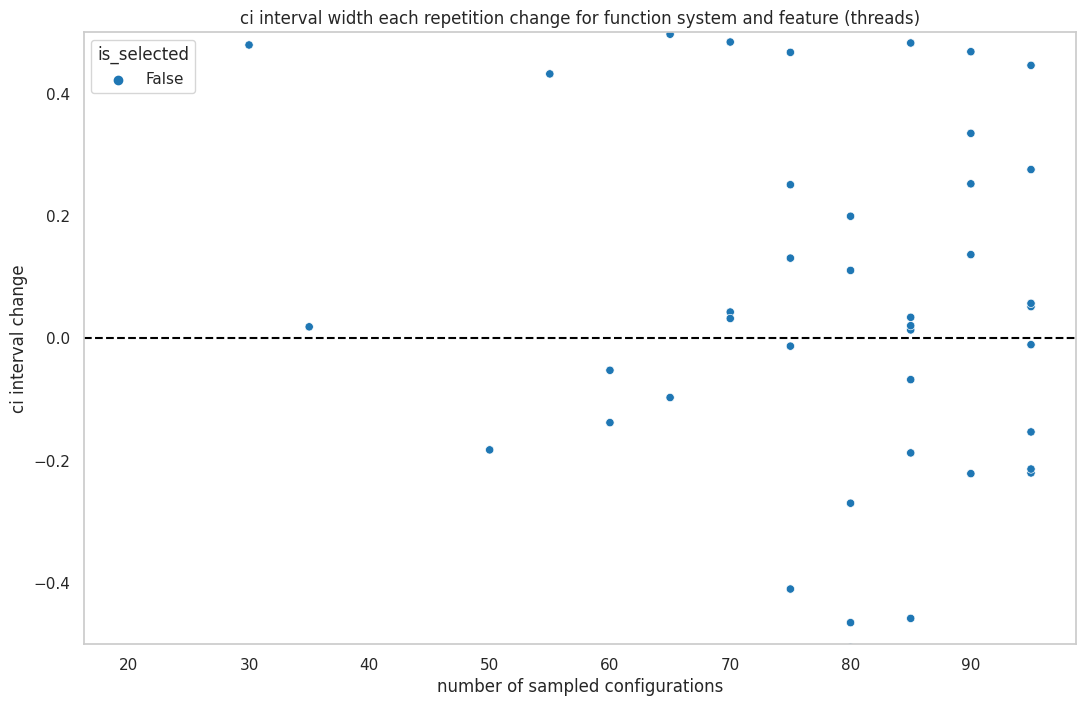 ci interval width each repetition change for function system and feature (threads)
is_selected
False
ci interval change
0.4
0.2
0.0
−0.2
−0.4
20 30 40 50 60 70 80 90
number of sampled configurations